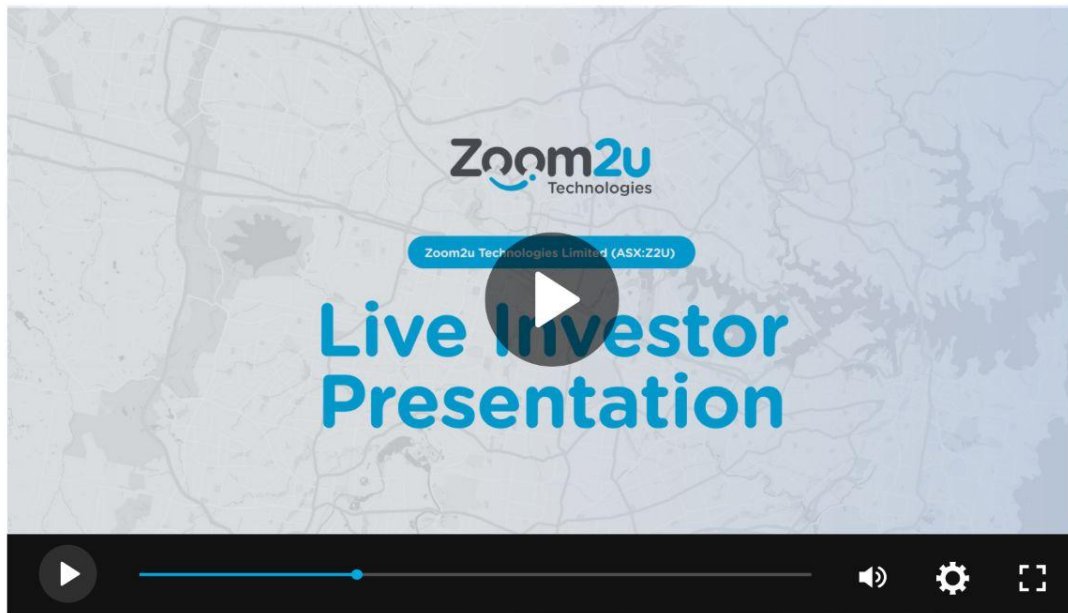 Zoom2u
Technologies
Zoom2u Technologies Limited (ASX:Z2U)
Live Investor
Presentation